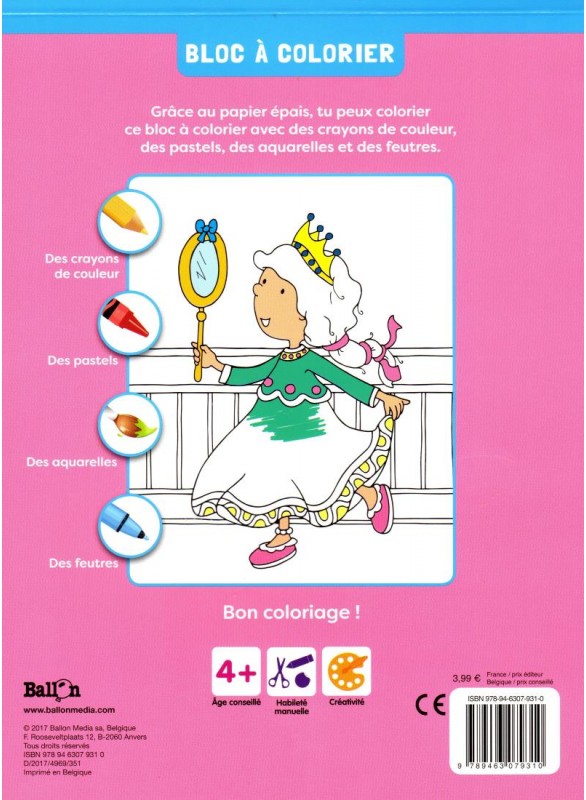 BLOC À COLORIER
Grâce au papier épais, tu peux colorier
ce bloc à colorier avec des crayons de couleur,
des pastels, des aquarelles et des feutres.
Des crayons
de couleur
Des pastels
Des aquarelles
Des feutres
Bon coloriage !
4+
Âge conseillé
Habileté
manuelle
Créativité
Ballon
www.ballonmedia.com
© 2017 Ballon Media sa, Belgique
F. Rooseveltplaats 12, B-2060 Anvers
Tous droits réservés
ISBN 978 94 6307 931 0
D/2017/4969/351
Imprimé en Belgique
3,99 €
France / prix éditeur
Belgique / prix conseillé
CE
ISBN 978-94-6307-931-0
9 789463 079310